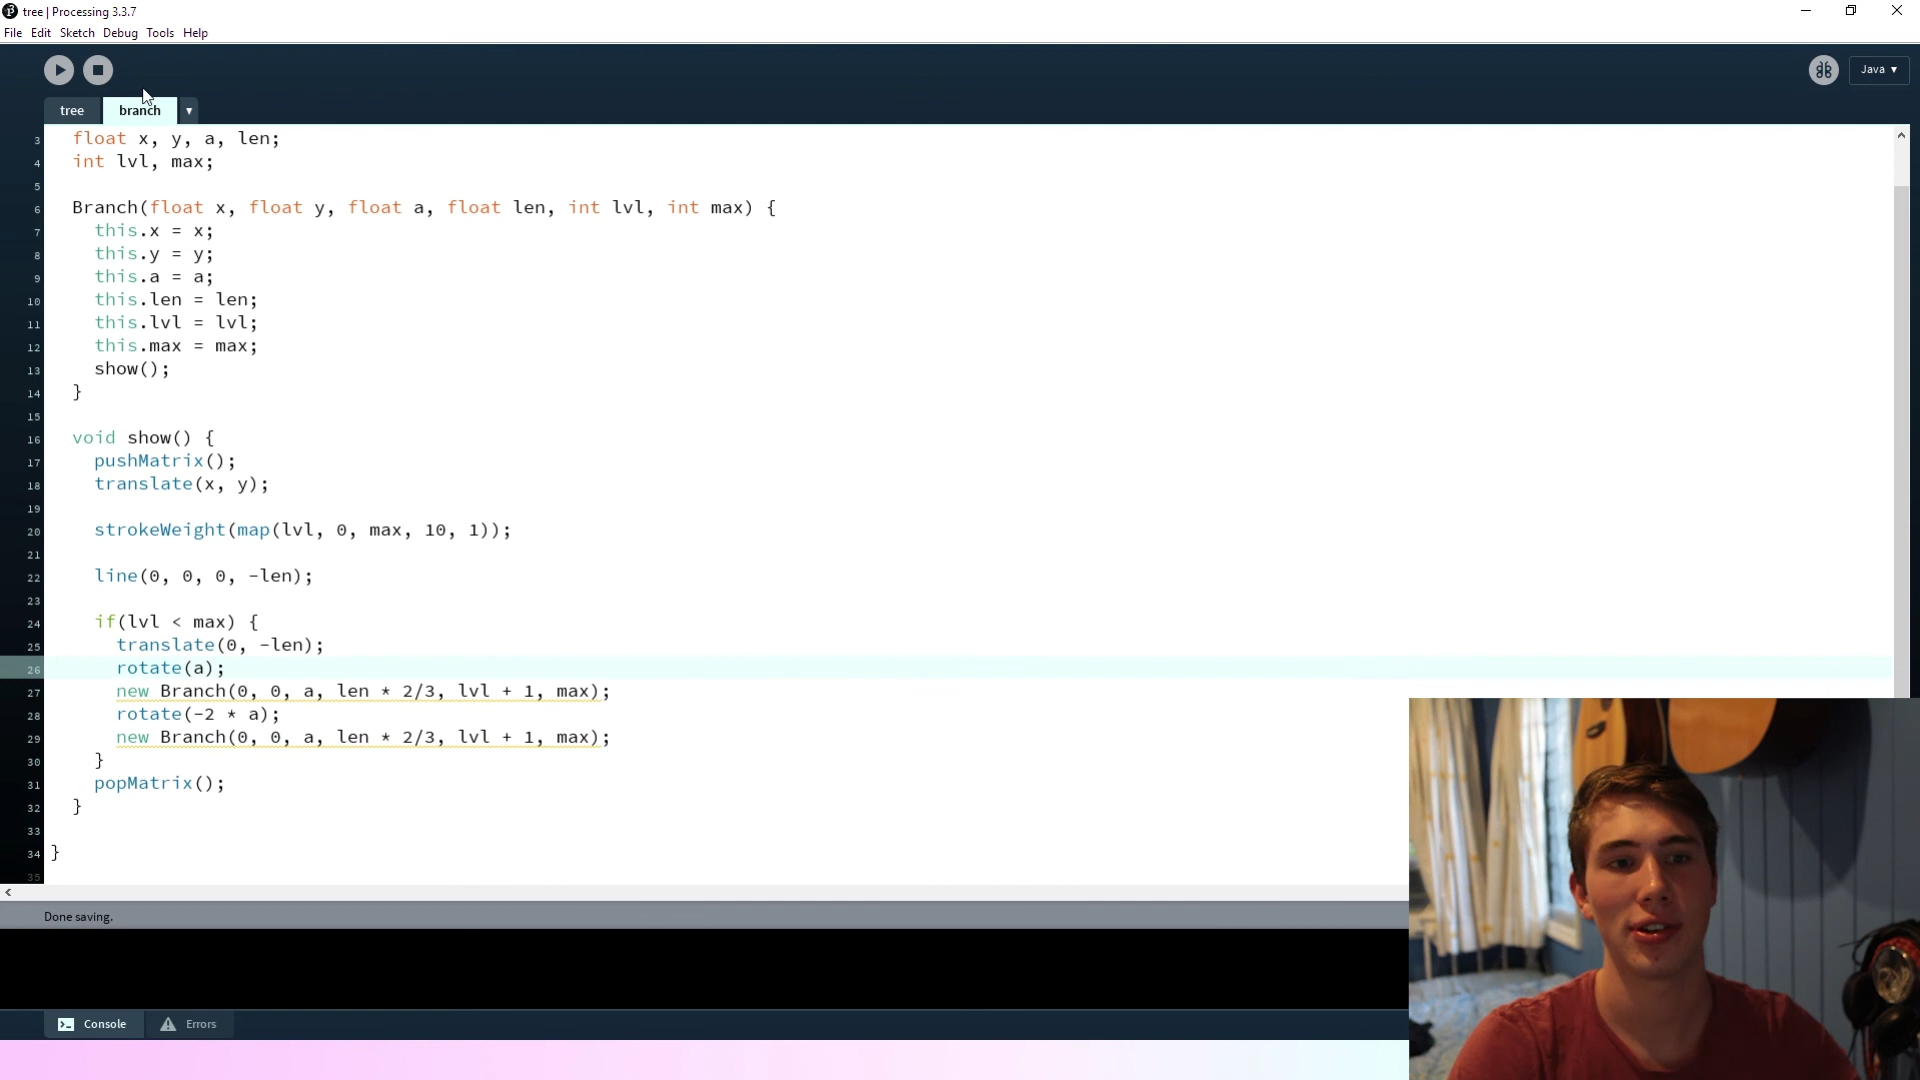 tree | Processing 3.3.7
File Edit Sketch Debug Tools Help
Java ▾
tree branch ▾
3 float x, y, a, len;
4 int lvl, max;
5
6 Branch(float x, float y, float a, float len, int lvl, int max) {
7 this.x = x;
8 this.y = y;
9 this.a = a;
10 this.len = len;
11 this.lvl = lvl;
12 this.max = max;
13 show();
14 }
15
16 void show() {
17 pushMatrix();
18 translate(x, y);
19
20 strokeWeight(map(lvl, 0, max, 10, 1));
21
22 line(0, 0, 0, -len);
23
24 if(lvl < max) {
25 translate(0, -len);
26 rotate(a);
27 new Branch(0, 0, a, len * 2/3, lvl + 1, max);
28 rotate(-2 * a);
29 new Branch(0, 0, a, len * 2/3, lvl + 1, max);
30 }
31 popMatrix();
32 }
33
34 }
35
Done saving.
Console Errors